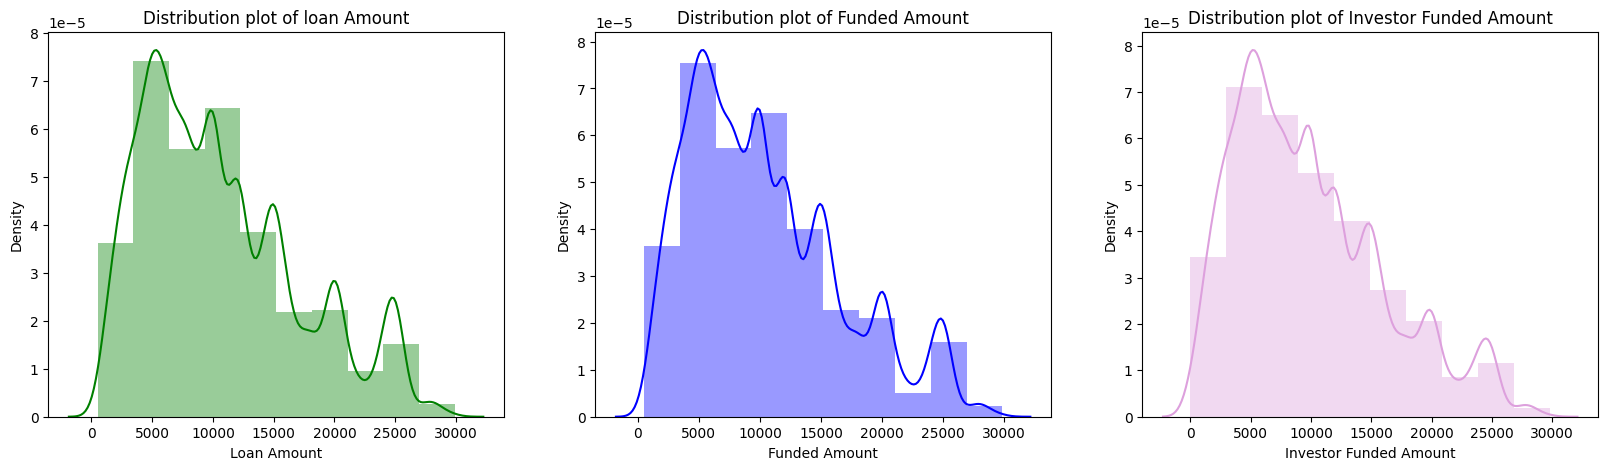 Distribution plot of loan Amount
1e−5
8
7
6
5
4
3
2
1
0
Density
0 5000 10000 15000 20000 25000 30000
Loan Amount
Distribution plot of Funded Amount
1e−5
8
7
6
5
4
3
2
1
0
Density
0 5000 10000 15000 20000 25000 30000
Funded Amount
Distribution plot of Investor Funded Amount
1e−5
8
7
6
5
4
3
2
1
0
Density
0 5000 10000 15000 20000 25000 30000
Investor Funded Amount